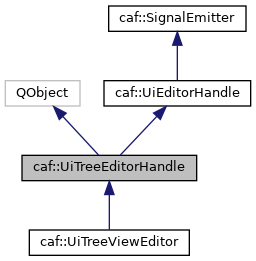 caf::SignalEmitter
QObject
caf::UiEditorHandle
caf::UiTreeEditorHandle
caf::UiTreeViewEditor